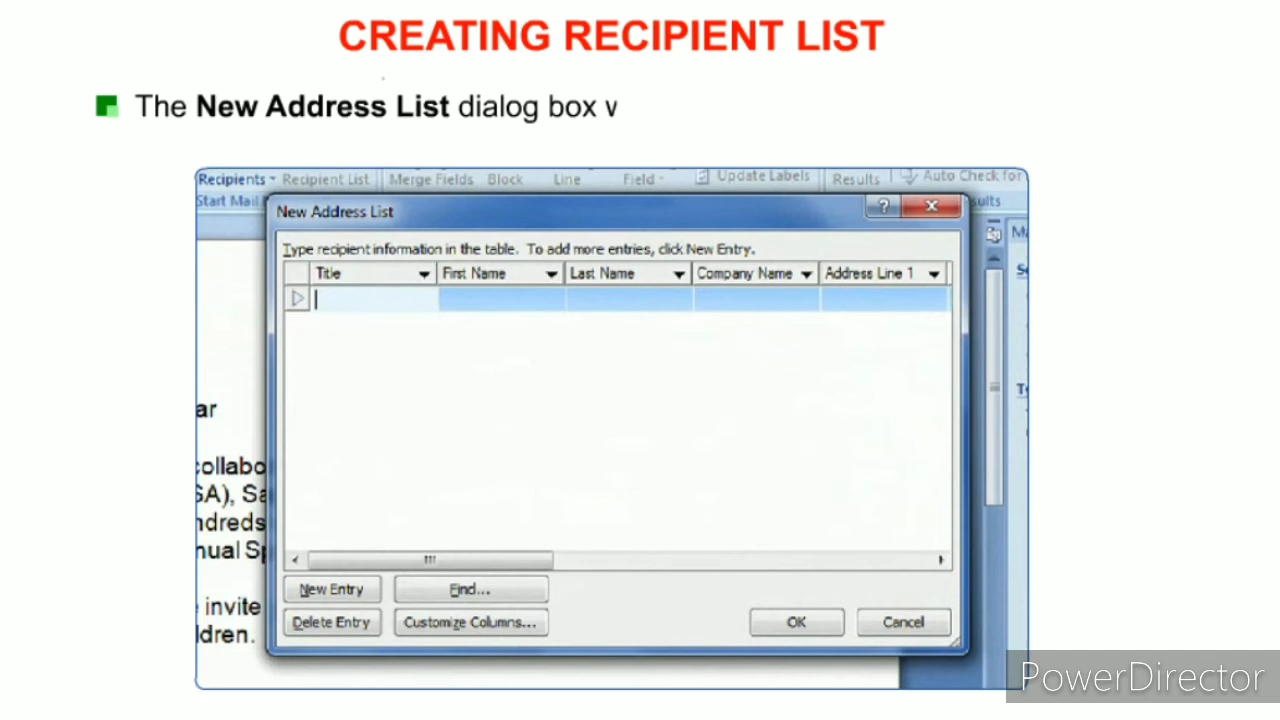 CREATING RECIPIENT LIST
The New Address List dialog box w
Recipients Recipient List Merge Fields Block Line Field Update Labels Results Auto Check for
Start Mail
New Address List
Type recipient information in the table. To add more entries, click New Entry.
Title First Name Last Name Company Name Address Line 1
ar
collabo
SA), Sa
ndreds
nual Sp
New Entry Find...
invite
Delete Entry Customize Columns... OK Cancel
ldren.
PowerDirector